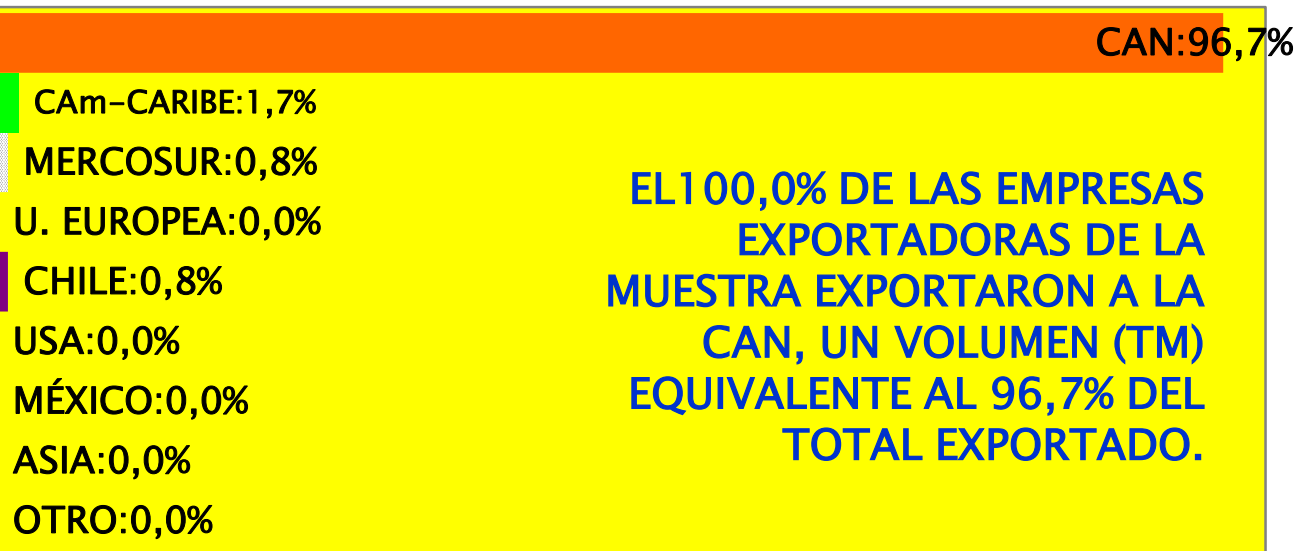 CAN:96,7%
CAm-CARIBE:1,7%
MERCOSUR:0,8%
U. EUROPEA:0,0%
CHILE:0,8%
USA:0,0%
MÉXICO:0,0%
ASIA:0,0%
OTRO:0,0%
EL100,0% DE LAS EMPRESAS
EXPORTADORAS DE LA
MUESTRA EXPORTARON A LA
CAN, UN VOLUMEN (TM)
EQUIVALENTE AL 96,7% DEL
TOTAL EXPORTADO.